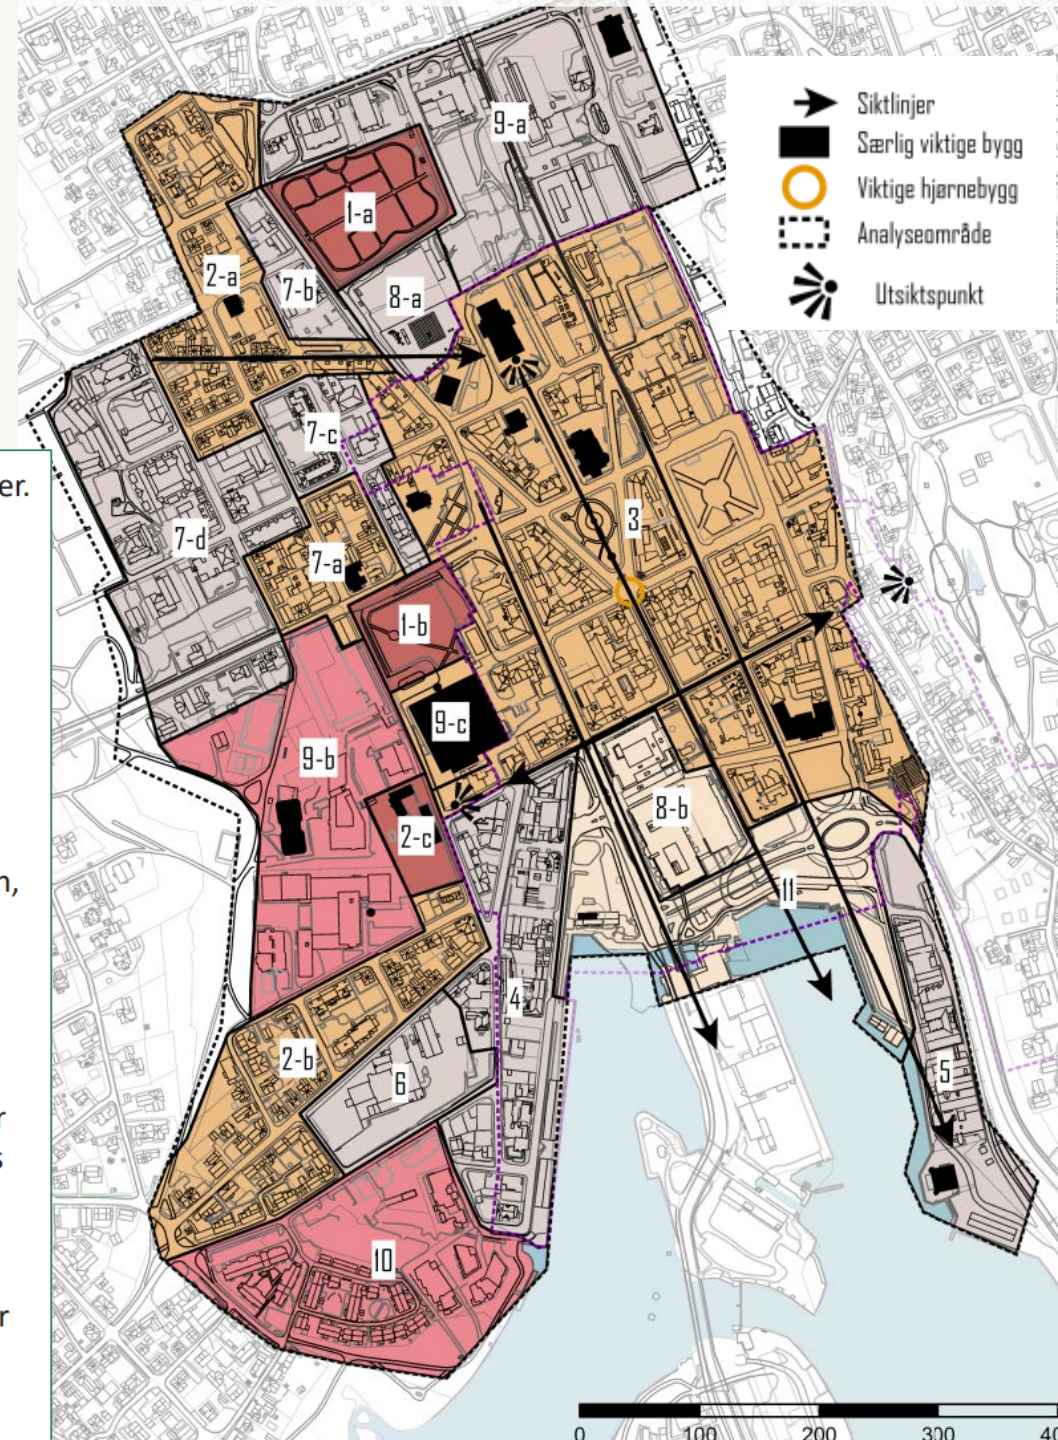 Siktlinjer
Særlig viktige bygg
Viktige hjørnebygg
Analyseområde
Utsiktspunkt
9-a
1-a
2-a
7-b
8-a
7-c
3
7-d
7-a
1-b
9-c
9-b
8-b
2-c
11
4
2-b
6
5
10
er.
n,
r
s
r
0 100 200 300 40